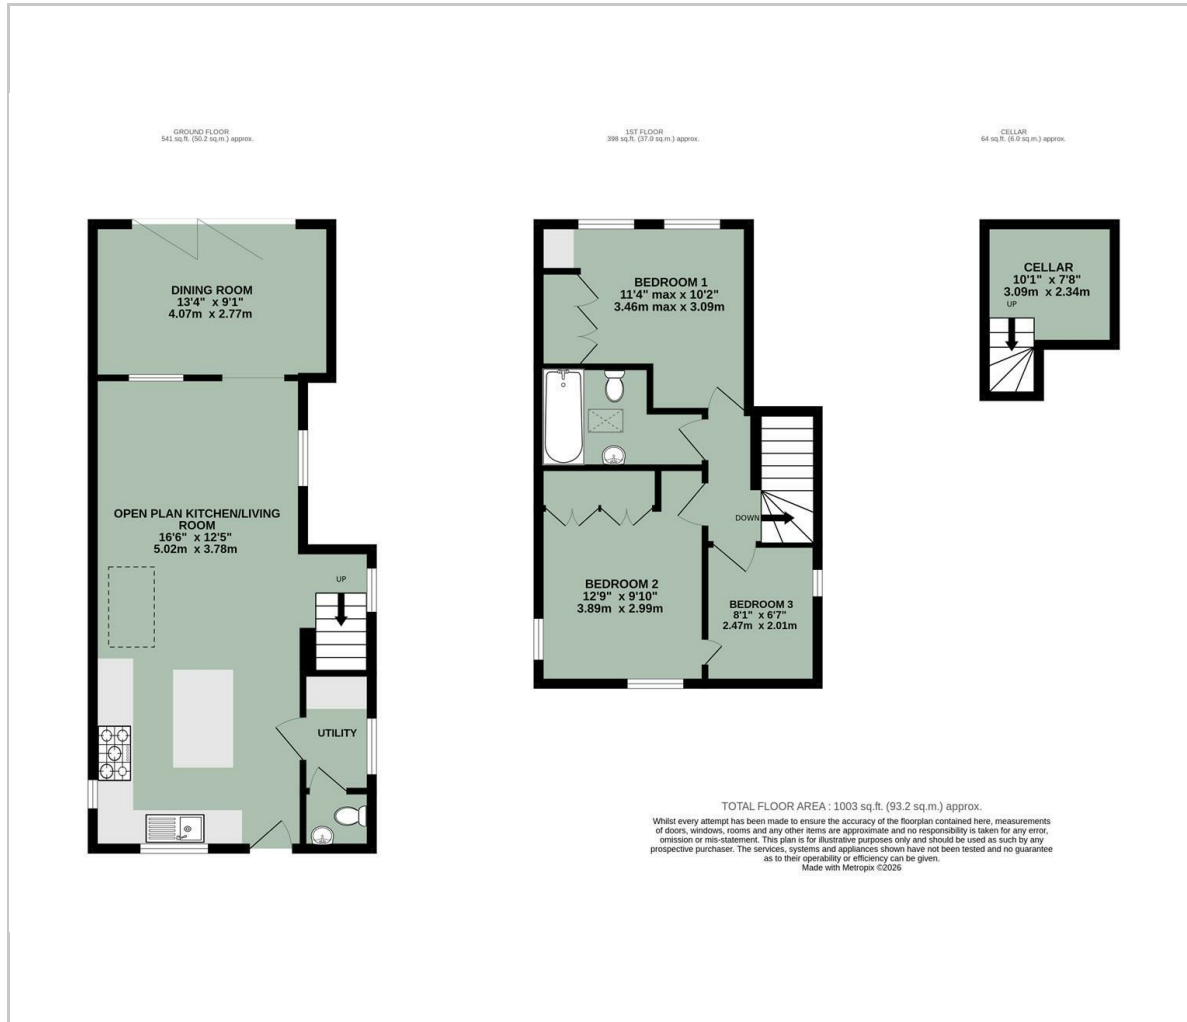 GROUND FLOOR
541 sq.ft. (50.2 sq.m.) approx.
1ST FLOOR
398 sq.ft. (37.0 sq.m.) approx.
CELLAR
64 sq.ft. (6.0 sq.m.) approx.
DINING ROOM
13'4" x 9'1"
4.07m x 2.77m
OPEN PLAN KITCHEN/LIVING
ROOM
16'6" x 12'5"
5.02m x 3.78m
UP
UTILITY
BEDROOM 1
11'4" max x 10'2"
3.46m max x 3.09m
DOWN
BEDROOM 2
12'9" x 9'10"
3.89m x 2.99m
BEDROOM 3
8'1" x 6'7"
2.47m x 2.01m
CELLAR
10'1" x 7'8"
3.09m x 2.34m
UP
TOTAL FLOOR AREA : 1003 sq.ft. (93.2 sq.m.) approx.
Whilst every attempt has been made to ensure the accuracy of the floorplan contained here, measurements
of doors, windows, rooms and any other items are approximate and no responsibility is taken for any error,
omission or mis-statement. This plan is for illustrative purposes only and should be used as such by any
prospective purchaser. The services, systems and appliances shown have not been tested and no guarantee
as to their operability or efficiency can be given.
Made with Metropix ©2026